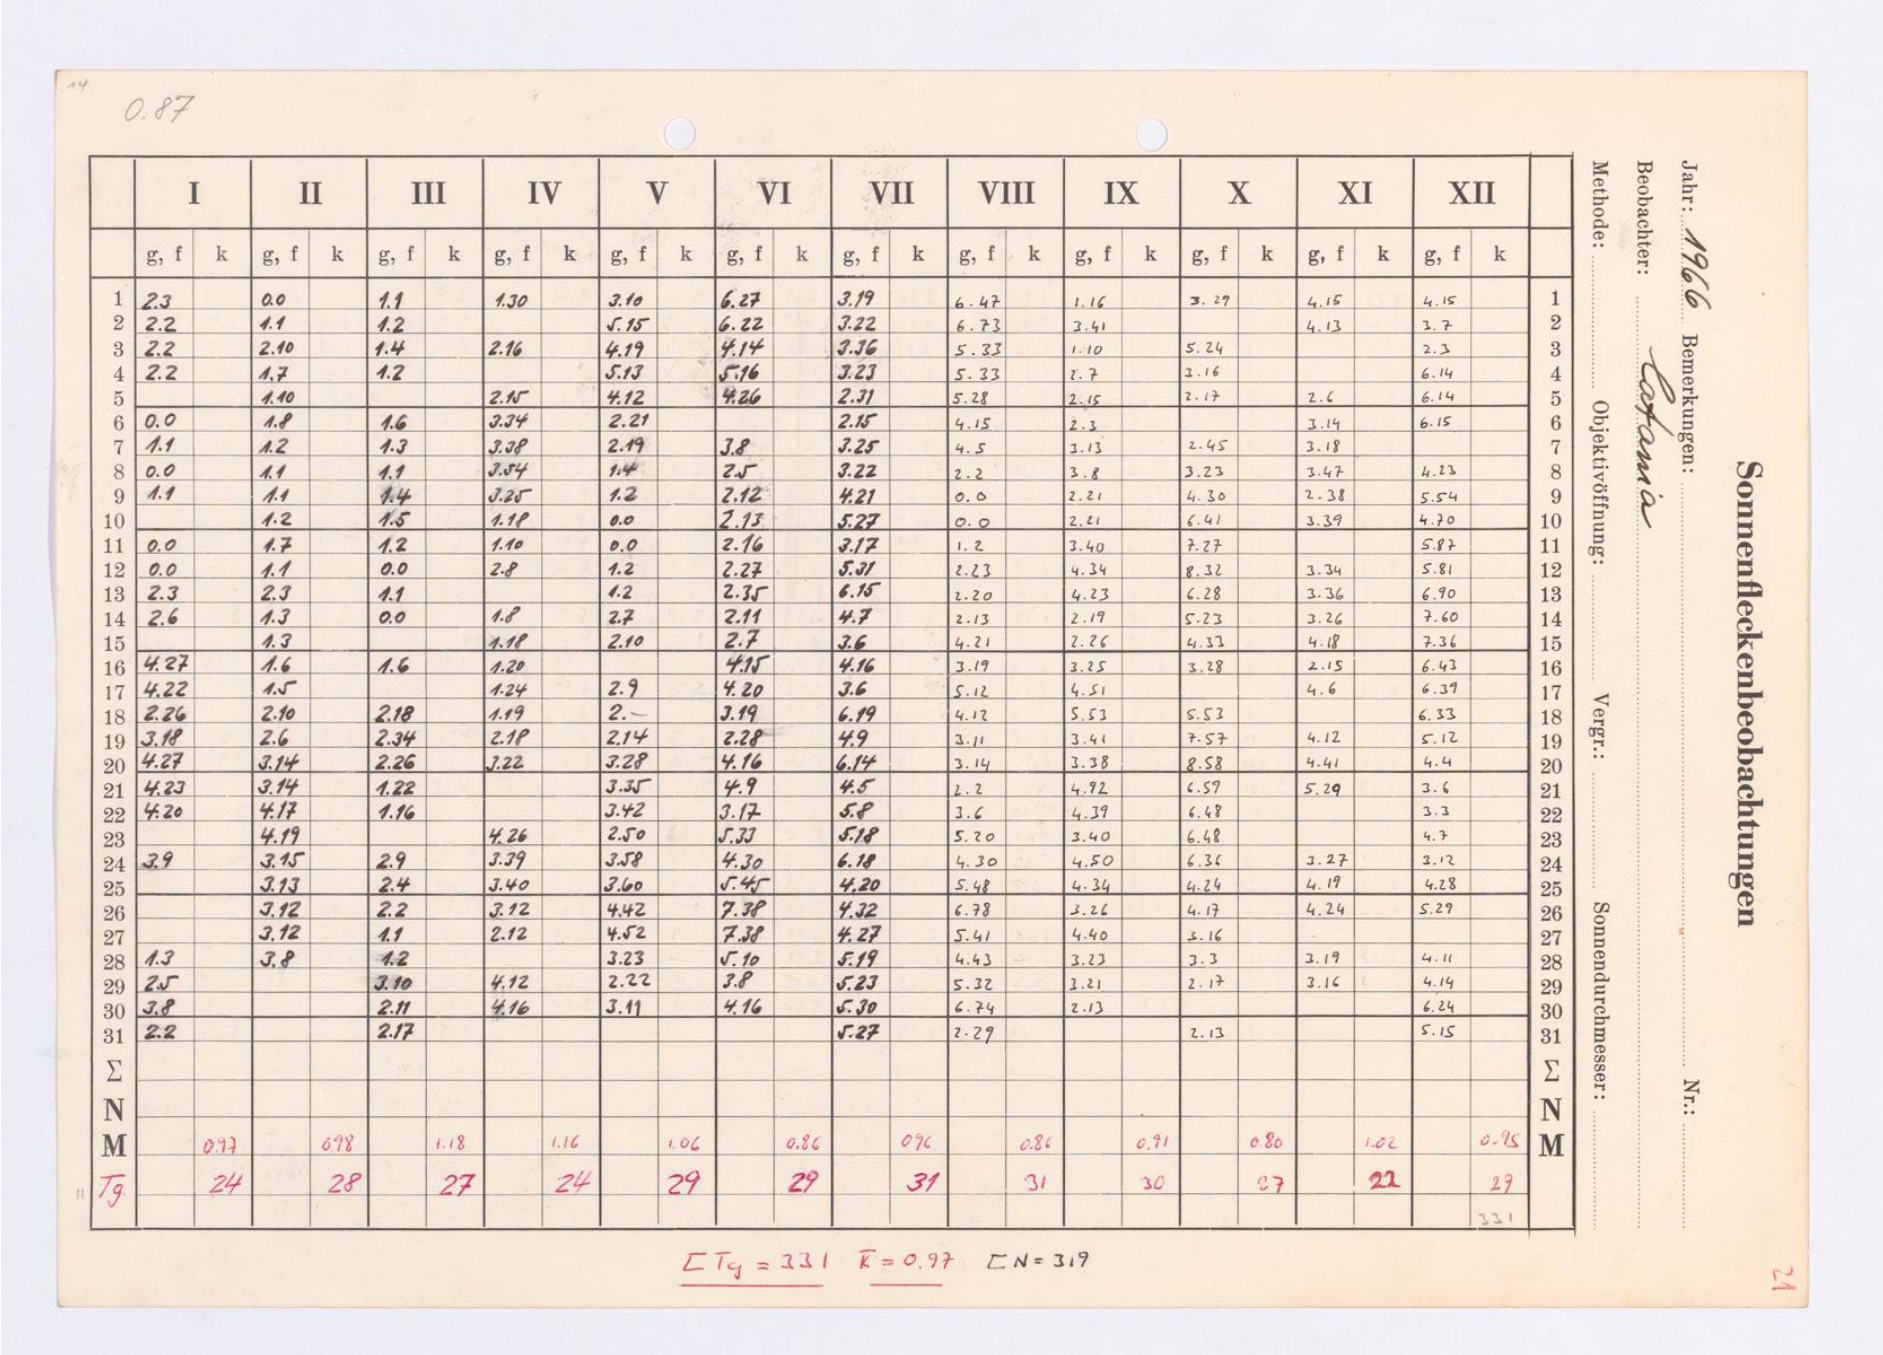 14
0.87
Sonnenfleckenbeobachtungen
Jahr: 1966 Bemerkungen: Nr.:
Beobachter: Catania
Methode: Objektivöffnung: Vergr.: Sonnendurchmesser:
I II III IV V VI VII VIII IX X XI XII
g, f k g, f k g, f k g, f k g, f k g, f k g, f k g, f k g, f k g, f k g, f k g, f k
1 2.3 0.0 1.1 1.30 3.10 6.27 3.19 6.47 1.16 3.29 4.15 4.15 1
2 2.2 1.1 1.2 5.15 6.22 3.22 6.73 3.41 4.13 3.7 2
3 2.2 2.10 1.4 2.16 4.19 4.14 3.36 5.33 1.10 5.24 2.3 3
4 2.2 1.7 1.2 5.13 5.16 3.23 5.33 2.7 3.16 6.14 4
5 1.10 2.15 4.12 4.26 2.31 5.28 2.15 2.17 2.6 6.14 5
6 0.0 1.8 1.6 3.34 2.21 2.15 4.15 2.3 3.14 6.15 6
7 1.1 1.2 1.3 3.38 2.19 3.8 3.25 4.5 3.13 2.45 3.18 7
8 0.0 1.1 1.1 3.54 1.4 2.5 3.22 2.2 3.8 3.23 3.47 4.23 8
9 1.1 1.1 1.4 3.25 1.2 2.12 4.21 0.0 2.21 4.30 2.38 5.54 9
10 1.2 1.5 1.18 0.0 2.13 5.27 0.0 2.21 6.41 3.39 4.70 10
11 0.0 1.7 1.2 1.10 0.0 2.16 3.17 1.2 3.40 7.27 5.87 11
12 0.0 1.1 0.0 2.8 1.2 2.27 5.31 2.23 4.34 8.32 3.34 5.81 12
13 2.3 2.3 1.1 1.2 2.35 6.15 2.20 4.23 6.28 3.36 6.90 13
14 2.6 1.3 0.0 1.8 2.7 2.11 4.7 2.13 2.19 5.23 3.26 7.60 14
15 1.3 1.18 2.10 2.7 3.6 4.21 2.26 4.33 4.18 7.36 15
16 4.27 1.6 1.6 1.20 4.15 4.16 3.19 3.25 3.28 2.15 6.43 16
17 4.22 1.5 1.24 2.9 4.20 3.6 5.12 4.51 4.6 6.39 17
18 2.26 2.10 2.18 1.19 2.– 3.19 6.19 4.12 5.53 5.53 6.33 18
19 3.18 2.6 2.34 2.18 2.14 2.28 4.9 3.11 3.41 7.57 4.12 5.12 19
20 4.27 3.14 2.26 3.22 3.28 4.16 6.14 3.14 3.38 8.58 4.41 4.4 20
21 4.23 3.14 1.22 3.35 4.9 4.5 2.2 4.92 6.59 5.29 3.6 21
22 4.20 4.17 1.16 3.42 3.17 5.8 3.6 4.39 6.48 3.3 22
23 4.19 4.26 2.50 5.33 5.18 5.20 3.40 6.48 4.7 23
24 3.9 3.15 2.9 3.39 3.58 4.30 6.18 4.30 4.50 6.36 3.27 3.12 24
25 3.13 2.4 3.40 3.60 5.45 4.20 5.48 4.34 4.24 4.19 4.28 25
26 3.12 2.2 3.12 4.42 7.38 4.32 6.78 3.26 4.17 4.24 5.29 26
27 3.12 1.1 2.12 4.52 7.38 4.27 5.41 4.40 3.16 27
28 1.3 3.8 1.2 3.23 5.10 5.19 4.43 3.23 3.3 3.19 4.11 28
29 2.5 3.10 4.12 2.22 3.8 5.23 5.32 3.21 2.17 3.16 4.14 29
30 3.8 2.11 4.16 3.11 4.16 5.30 6.74 2.13 6.24 30
31 2.2 2.17 5.27 2.29 2.13 5.15 31
Σ Σ
N N
M 0.97 0.98 1.18 1.16 1.06 0.86 0.96 0.86 0.91 0.80 1.02 0.95 M
Tg 24 28 27 24 29 29 31 31 30 27 22 29
331
Σ Tg = 331 k̅ = 0.97 Σ N = 319
21